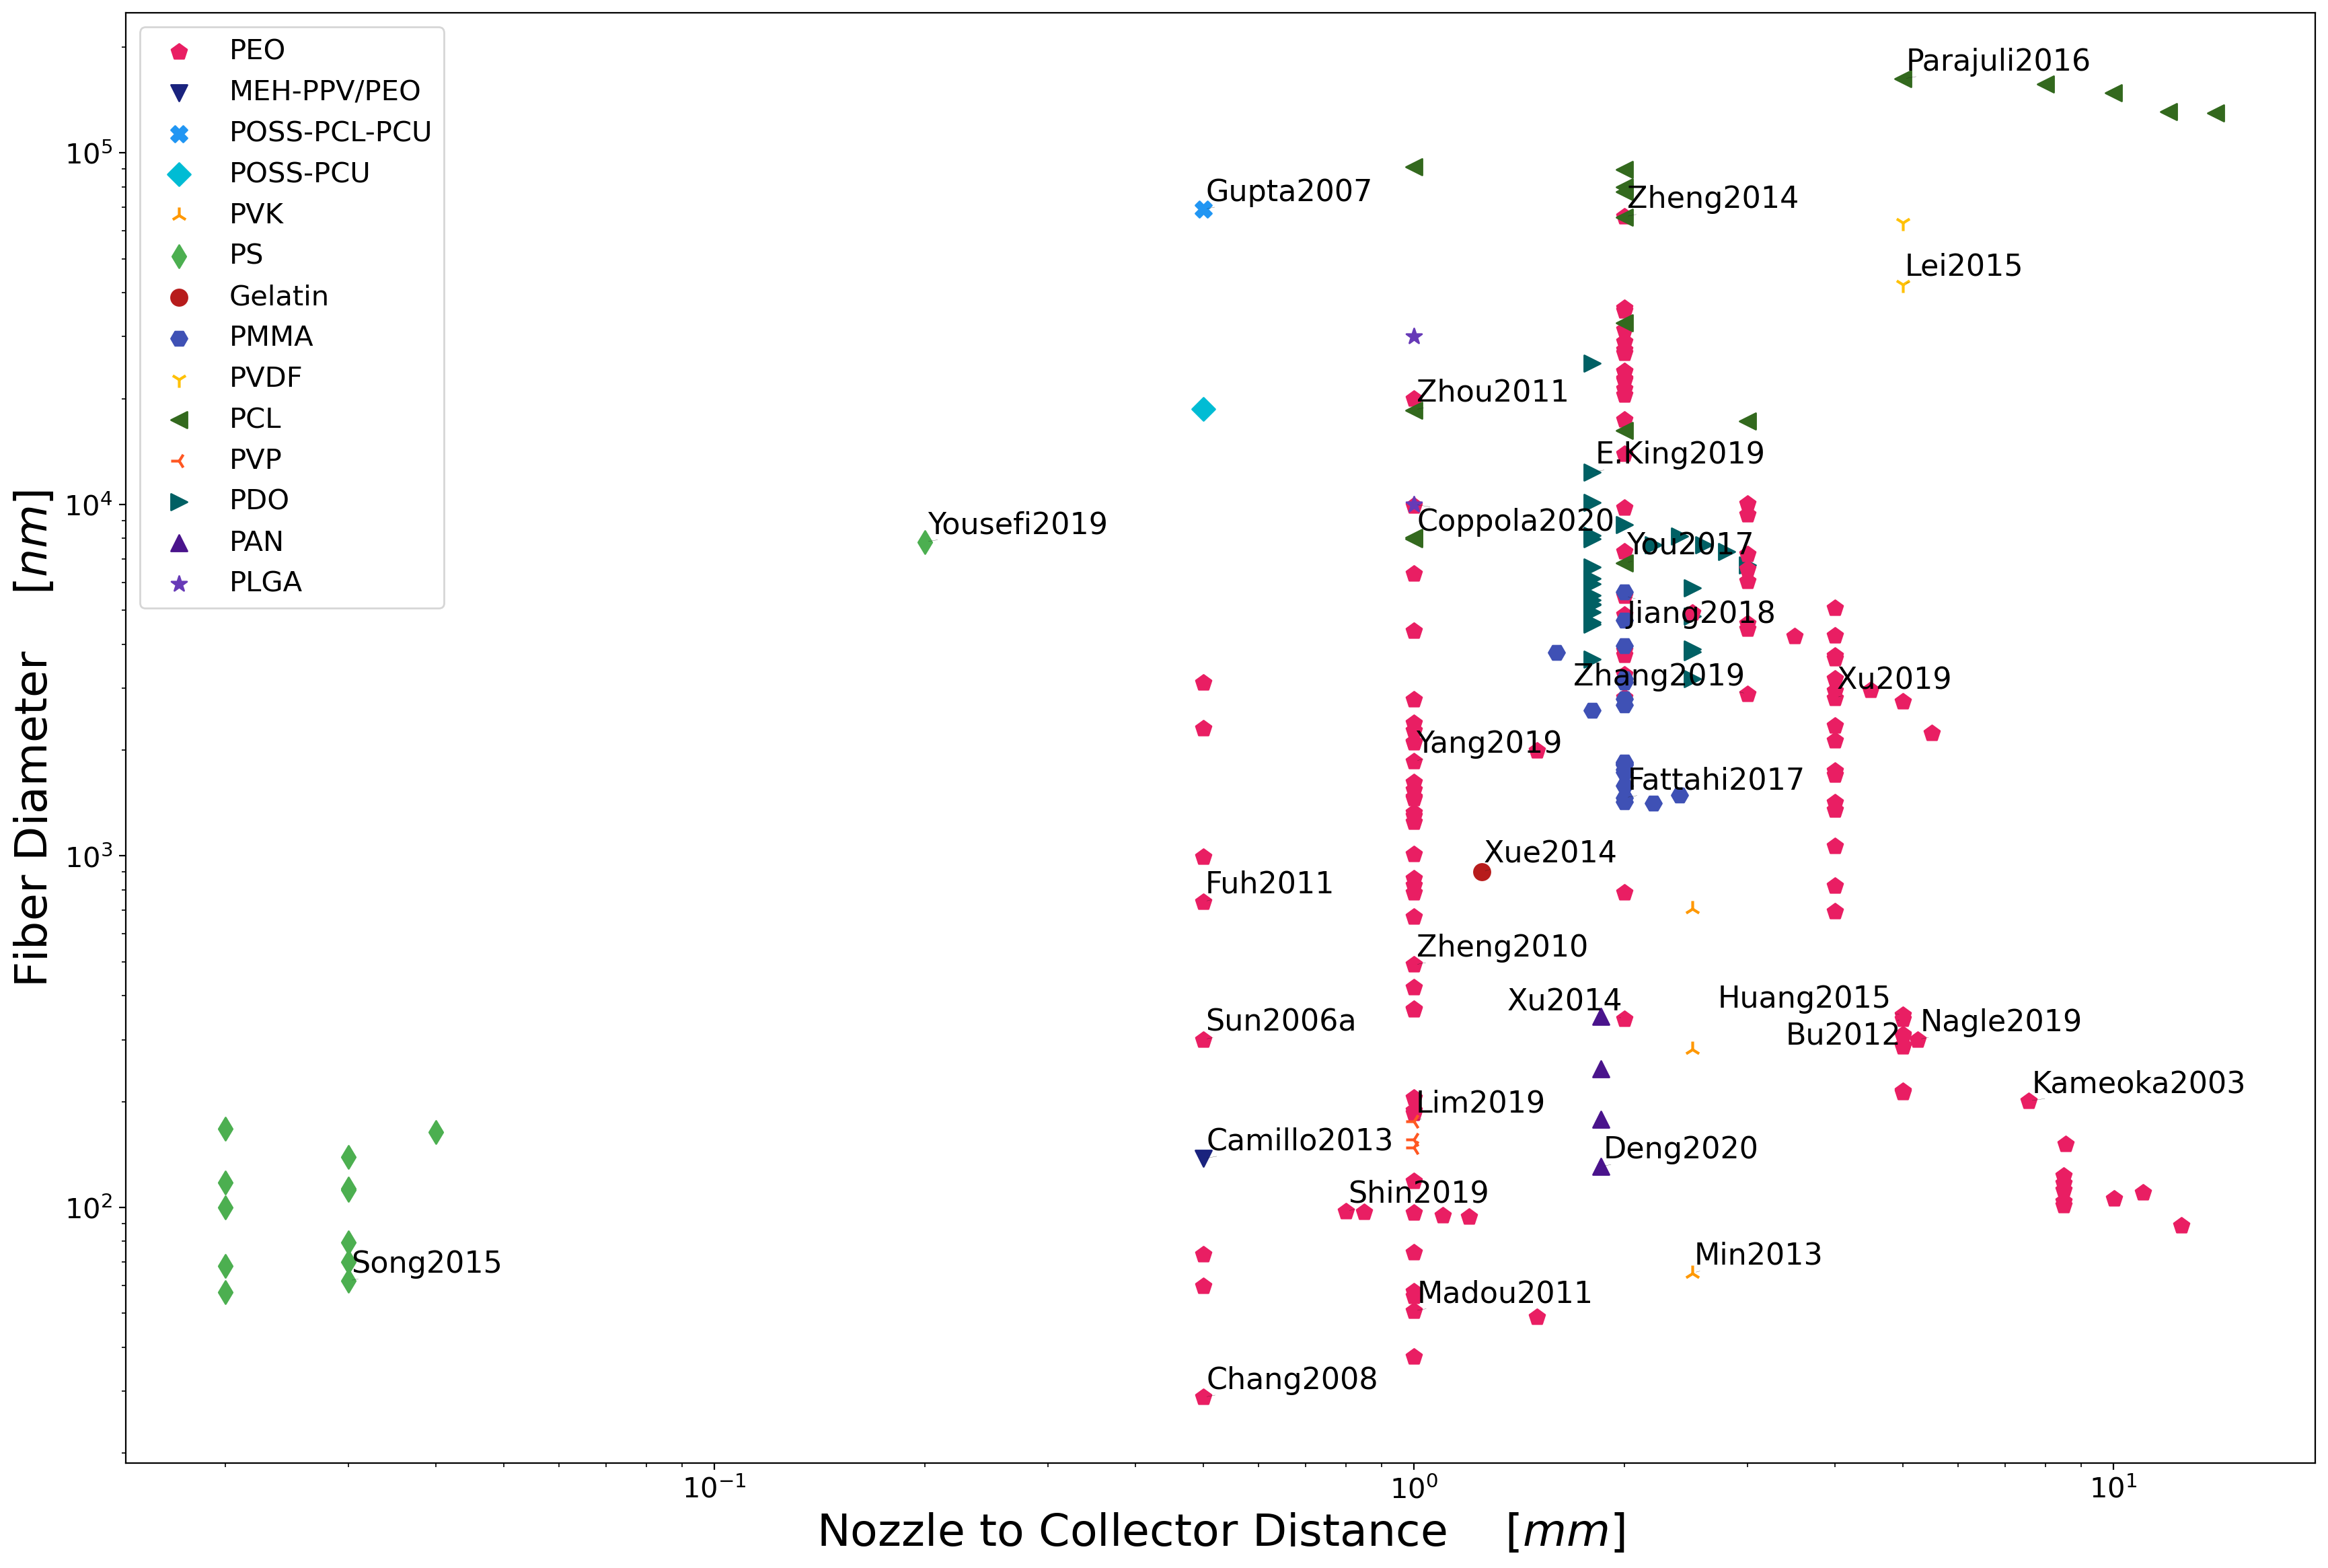 PEO
MEH-PPV/PEO
POSS-PCL-PCU
POSS-PCU
PVK
PS
Gelatin
PMMA
PVDF
PCL
PVP
PDO
PAN
PLGA
Parajuli2016
Gupta2007
Zheng2014
Lei2015
Zhou2011
E.King2019
Yousefi2019
Coppola2020
You2017
Jiang2018
Zhang2019
Xu2019
Yang2019
Fattahi2017
Xue2014
Fuh2011
Zheng2010
Xu2014
Huang2015
Sun2006a
Bu2012
Nagle2019
Kameoka2003
Lim2019
Camillo2013
Deng2020
Shin2019
Song2015
Min2013
Madou2011
Chang2008
10^5
10^4
10^3
10^2
Fiber Diameter [nm]
10^-1
10^0
10^1
Nozzle to Collector Distance [mm]